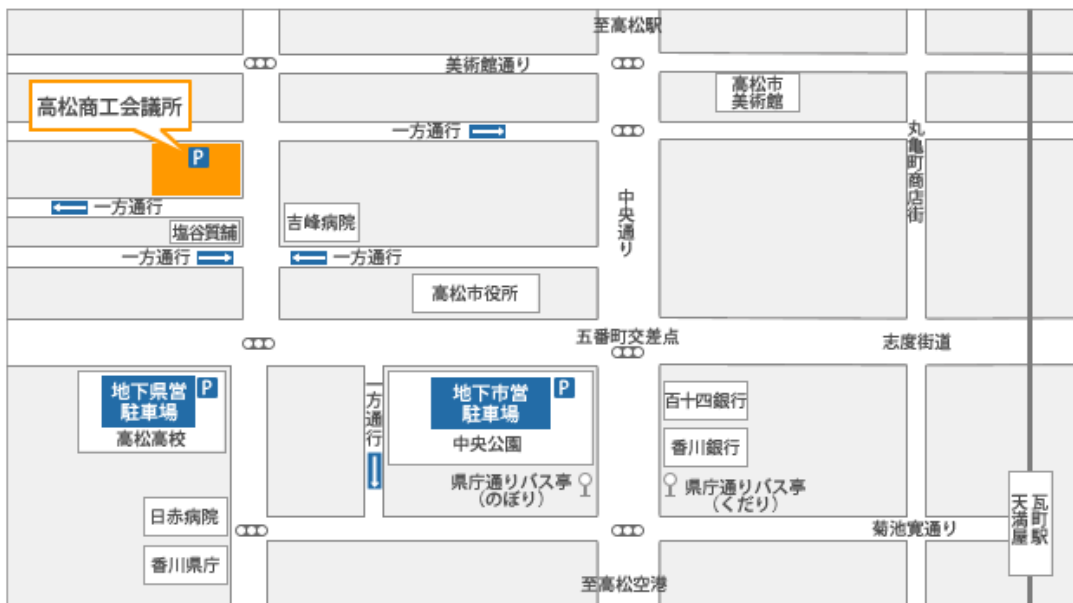 至高松駅
美術館通り
高松市
美術館
高松商工会議所
P
一方通行
丸亀町商店街
中央通り
一方通行
塩谷質舗
吉峰病院
一方通行
一方通行
高松市役所
五番町交差点
志度街道
地下県営
駐車場
P
高松高校
一方通行
地下市営
駐車場
P
中央公園
百十四銀行
香川銀行
県庁通りバス亭
(のぼり)
県庁通りバス亭
(くだり)
日赤病院
香川県庁
菊池寛通り
瓦町駅
天満屋
至高松空港